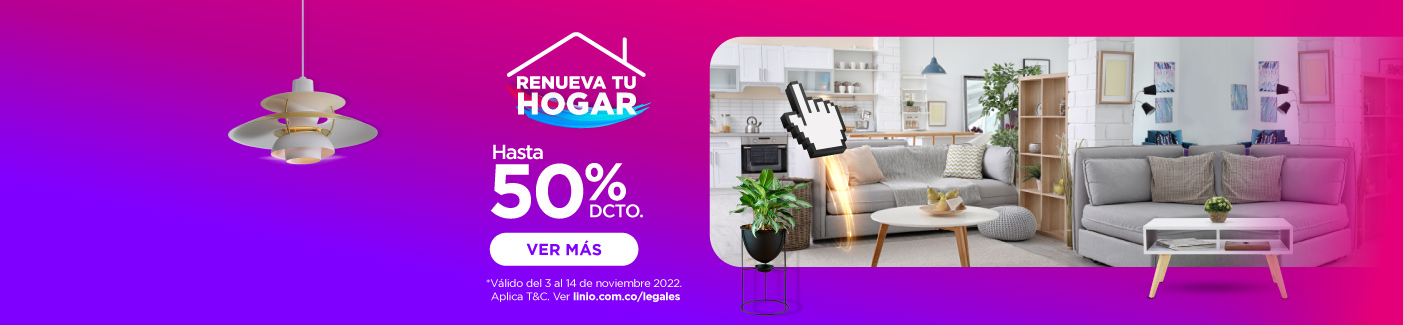 RENUEVA TU
HOGAR
Hasta
50%
DCTO.
VER MÁS
*Válido del 3 al 14 de noviembre 2022.
Aplica T&C. Ver linio.com.co/legales